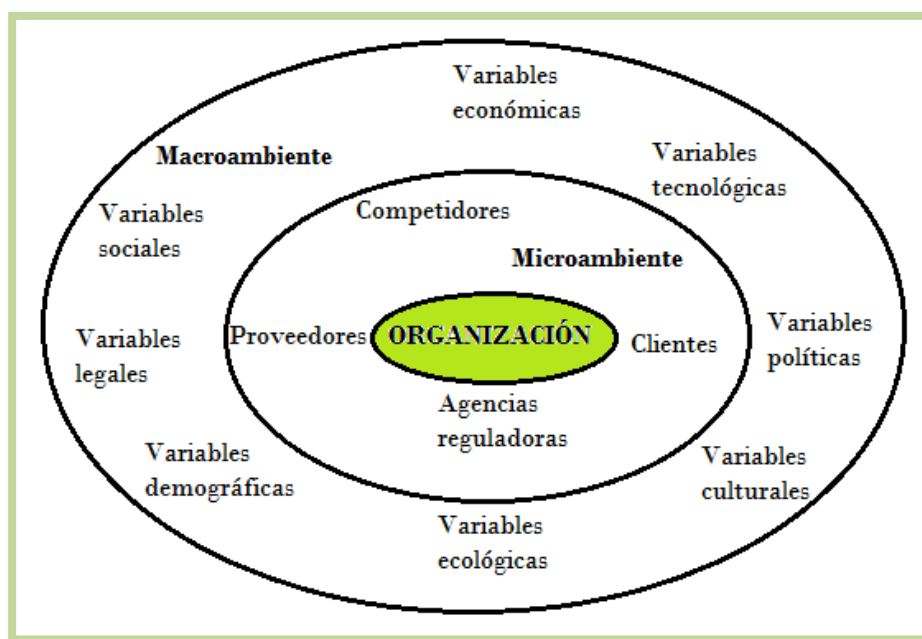 Variables
económicas
Macroambiente
Variables
tecnológicas
Variables
sociales
Competidores
Microambiente
Variables
legales
Proveedores
ORGANIZACIÓN
Clientes
Variables
políticas
Agencias
reguladoras
Variables
demográficas
Variables
culturales
Variables
ecológicas